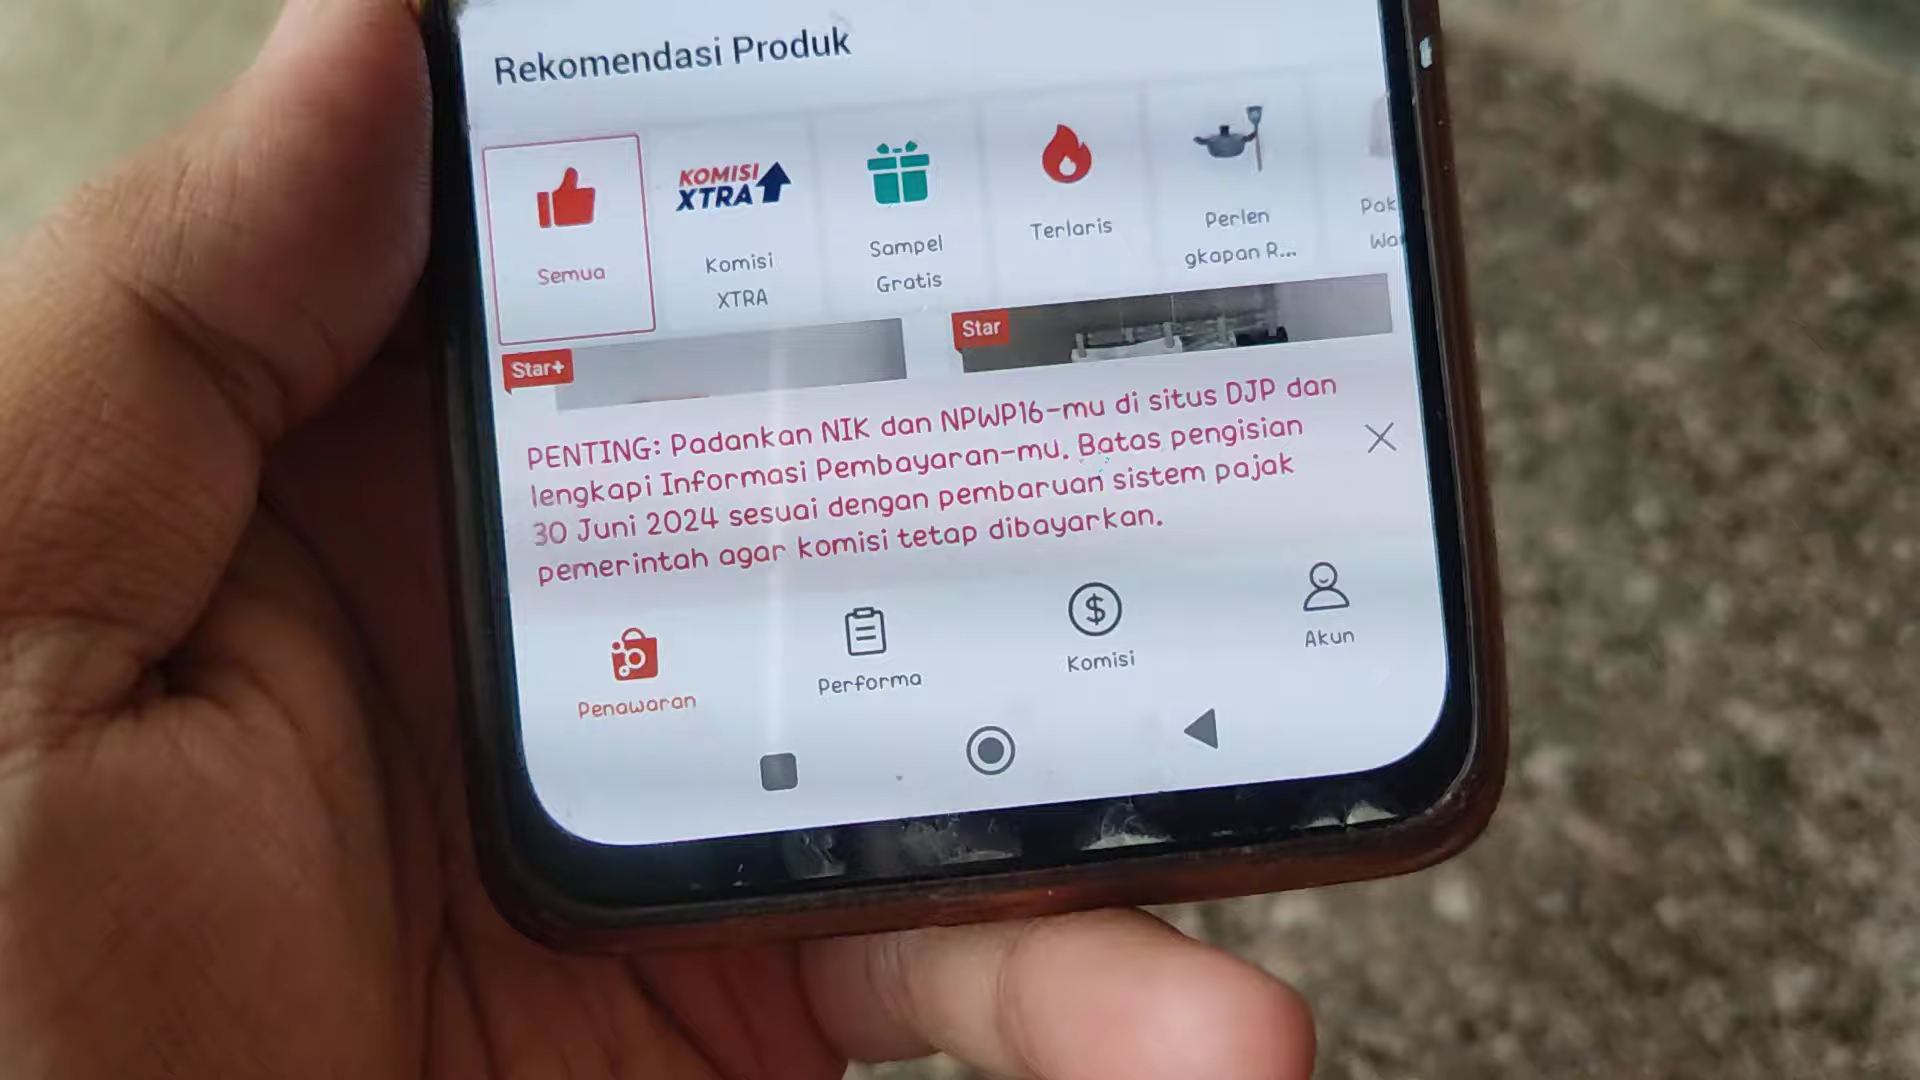 Rekomendasi Produk
Semua
KOMISI
XTRA
Komisi
XTRA
Sampel
Gratis
Terlaris
Perlen
gkapan R...
Pak
Wa
Star+
Star
PENTING: Padankan NIK dan NPWP16-mu di situs DJP dan
lengkapi Informasi Pembayaran-mu. Batas pengisian
30 Juni 2024 sesuai dengan pembaruan sistem pajak
pemerintah agar komisi tetap dibayarkan.
Penawaran
Performa
$
Komisi
Akun